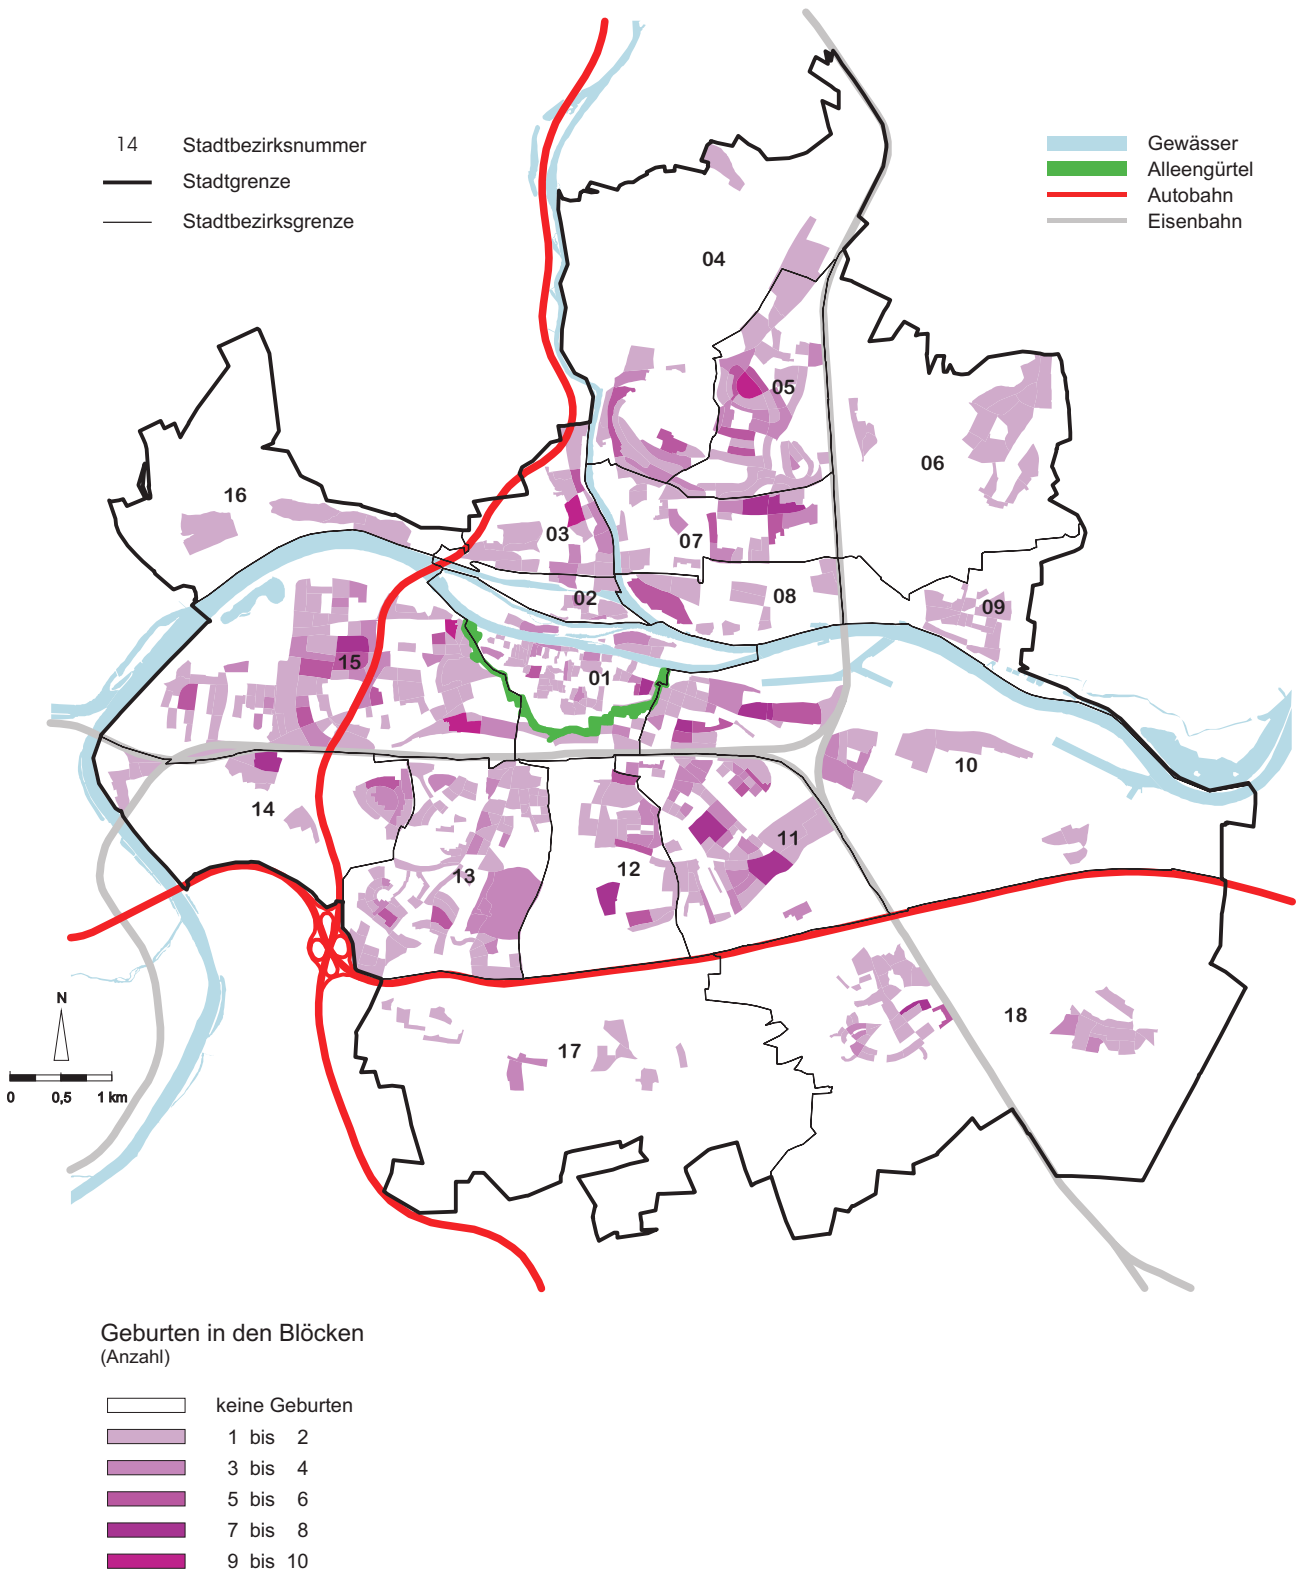 14 Stadtbezirksnummer
Stadtgrenze
Stadtbezirksgrenze
Gewässer
Alleengürtel
Autobahn
Eisenbahn
04
05
06
16
03
07
02
08
09
15
01
10
14
11
13
12
18
17
N
0 0,5 1 km
Geburten in den Blöcken
(Anzahl)
keine Geburten
1 bis 2
3 bis 4
5 bis 6
7 bis 8
9 bis 10